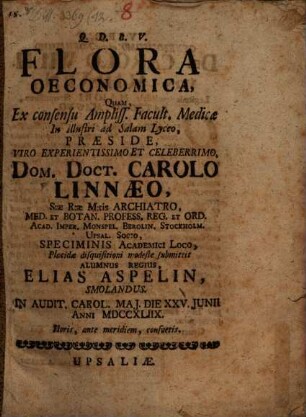 8
Q. D. B. V.
FLORA
OECONOMICA,
Quam,
Ex consensu Ampliss. Facult. Medicæ
In illustri ad Salam Lyceo,
PRÆSIDE,
VIRO EXPERIENTISSIMO ET CELEBERRIMO,
DOM. DOCT. CAROLO
LINNÆO,
Sæ Ræ Mtis ARCHIATRO,
MED. ET BOTAN. PROFESS. REG. ET ORD.
ACAD. IMPER. MONSPEL. BEROLIN. STOCKHOLM.
UPSAL. SOCIO,
SPECIMINIS ACADEMICI LOCO,
Placidæ disquisitioni modeste submittit
ALUMNUS REGIUS,
ELIAS ASPELIN,
SMOLANDUS.
IN AUDIT. CAROL. MAJ. DIE XXV. JUNII
ANNI MDCCXLIIX.
Horis, ante meridiem, consuetis.
UPSALIÆ.